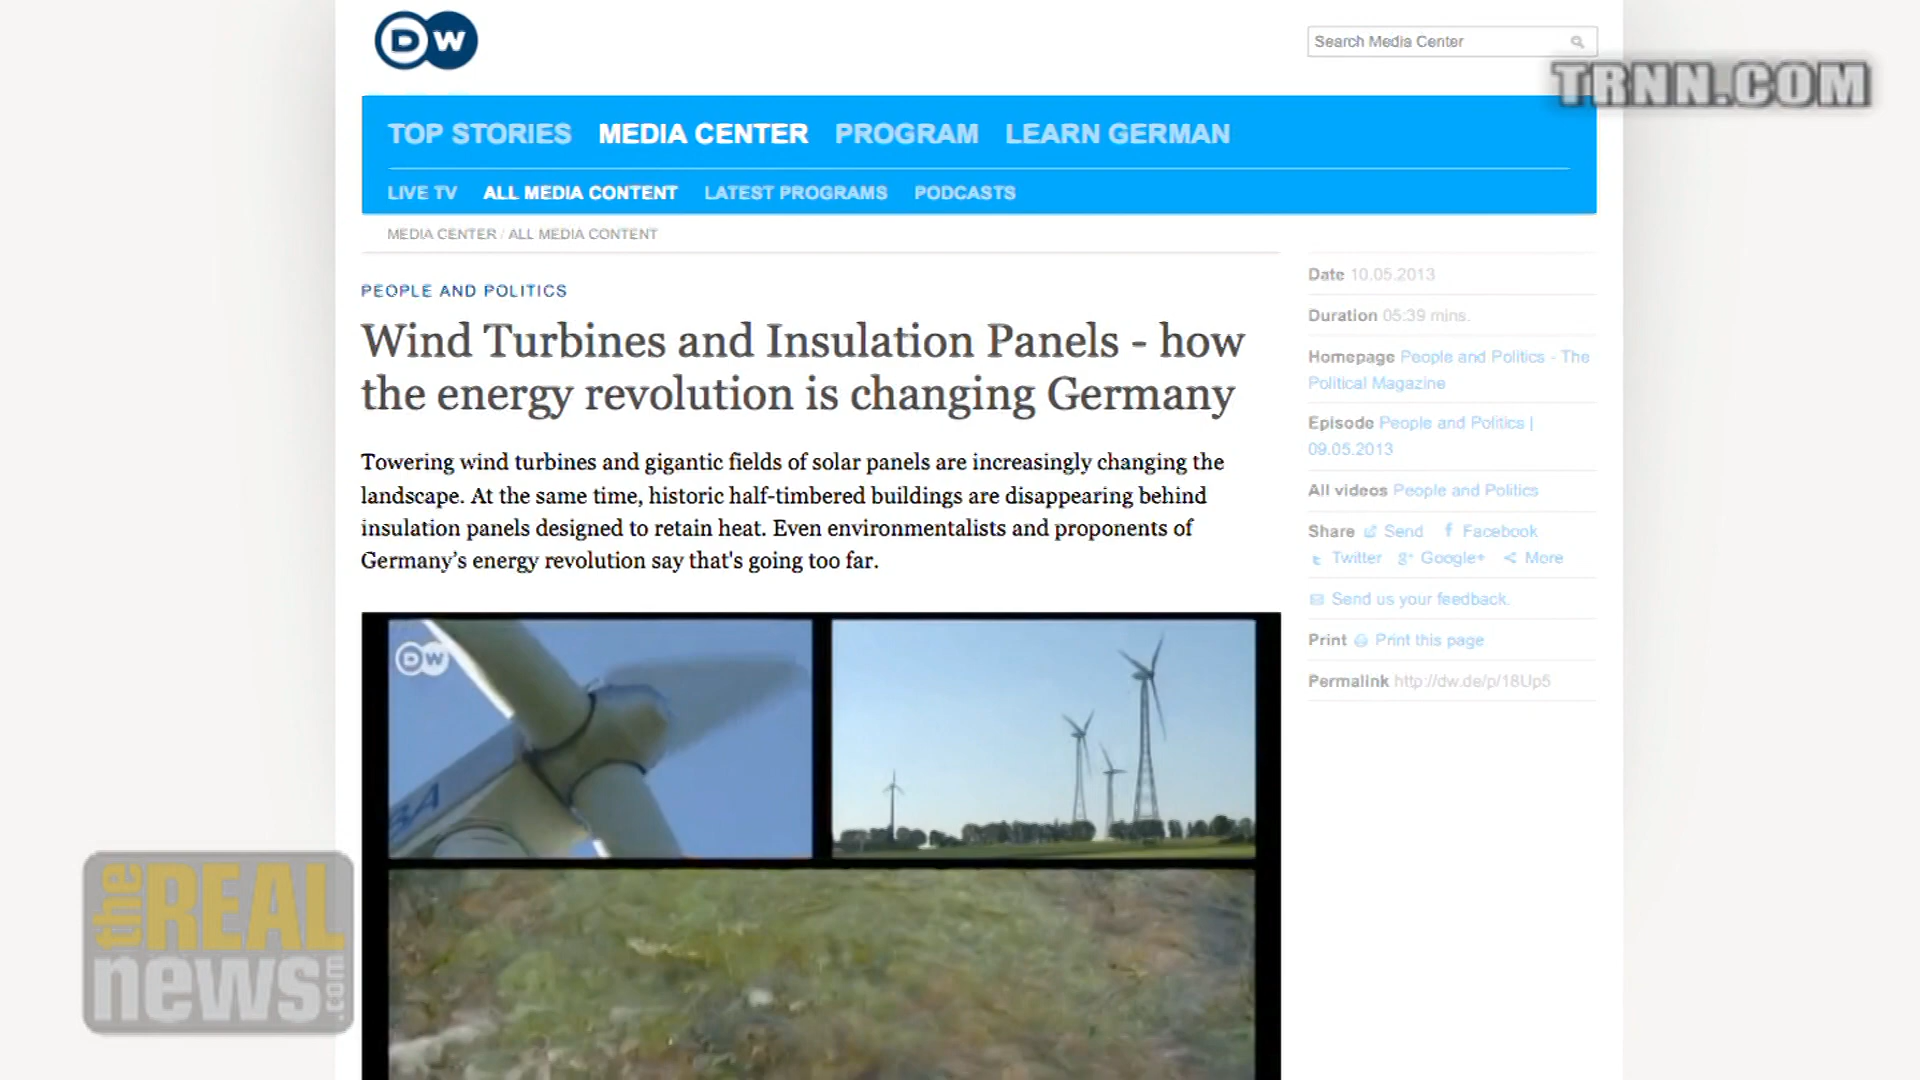 DW
Search Media Center
TRNN.COM
TOP STORIES MEDIA CENTER PROGRAM LEARN GERMAN
LIVE TV ALL MEDIA CONTENT LATEST PROGRAMS PODCASTS
MEDIA CENTER / ALL MEDIA CONTENT
PEOPLE AND POLITICS
Wind Turbines and Insulation Panels - how
the energy revolution is changing Germany
Towering wind turbines and gigantic fields of solar panels are increasingly changing the
landscape. At the same time, historic half-timbered buildings are disappearing behind
insulation panels designed to retain heat. Even environmentalists and proponents of
Germany's energy revolution say that's going too far.
Date 10.05.2013
Duration 05:39 mins.
Homepage People and Politics - The
Political Magazine
Episode People and Politics |
09.05.2013
All videos People and Politics
Share Send Facebook
Twitter Google+ More
Send us your feedback.
Print Print this page
Permalink http://dw.de/p/18Up5
DW
the REAL
news.com